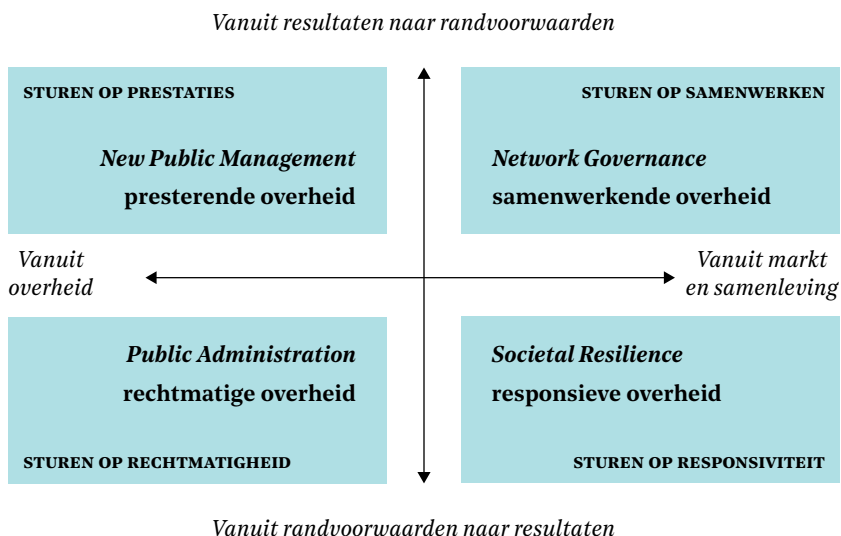 Vanuit resultaten naar randvoorwaarden
STUREN OP PRESTATIES
New Public Management
presterende overheid
STUREN OP SAMENWERKEN
Network Governance
samenwerkende overheid
Vanuit
overheid
Vanuit markt
en samenleving
Public Administration
rechtmatige overheid
STUREN OP RECHTMATIGHEID
Societal Resilience
responsieve overheid
STUREN OP RESPONSIVITEIT
Vanuit randvoorwaarden naar resultaten